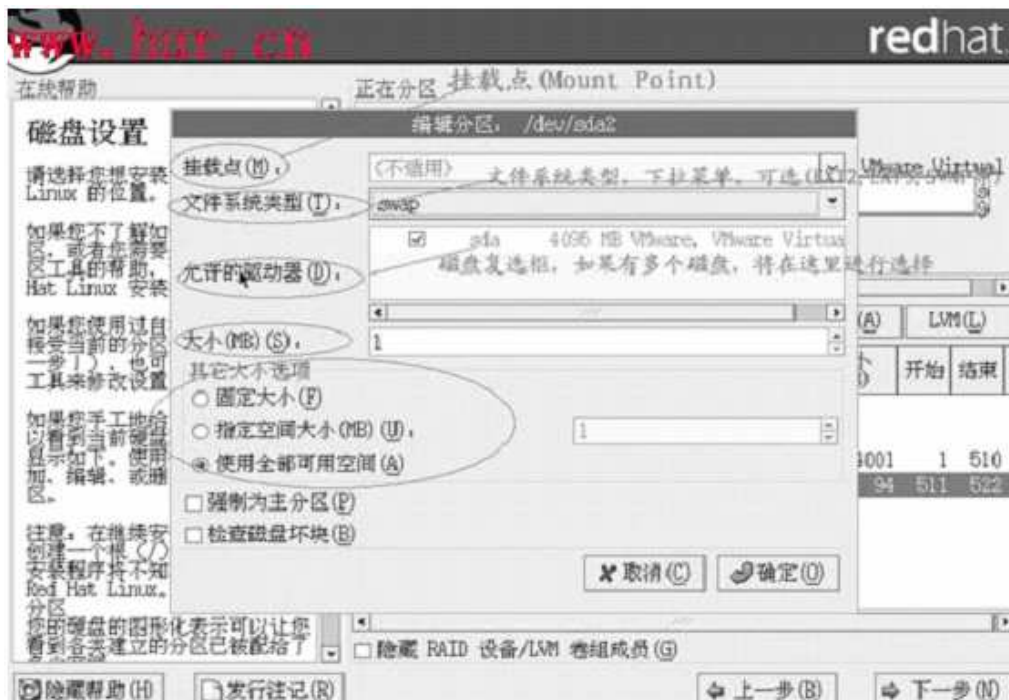 www.hnr.cn
redhat.
在线帮助
正在分区
挂载点(Mount Point)
磁盘设置
请选择您想安装
Linux 的位置。
如果您不了解如
区，或者您需要
区工具的帮助，
Hat Linux 安装
如果您使用过自
接受当前的分区
一步]），也可
工具来修改设置
如果您手工地给
以看到当前硬盘
显示如下。使用
加、编辑、或删
区。
注意：在继续安
创建一个根（/）
安装程序将不知
Red Hat Linux。
分区
您的硬盘的图形化表示可以让您
看到各类建立的分区已被配给了
编辑分区： /dev/sda2
挂载点(M)：
<不适用>
文件系统类型，下拉菜单，可选
VMware Virtual
文件系统类型(T)：
swap
允许的驱动器(D)：
sda 4095 MB VMware, VMware Virtua
磁盘复选框，如果有多个磁盘，将在这里进行选择
大小(MB)(S)：
1
其它大小选项
固定大小(F)
指定空间大小(MB)(U)：
1
使用全部可用空间(A)
强制为主分区(P)
检查磁盘坏块(B)
取消(C)
确定(O)
(A)
LVM(L)
开始
结束
4001 1 510
94 511 522
隐藏 RAID 设备/LVM 卷组成员(G)
隐藏帮助(H)
发行注记(R)
上一步(B)
下一步(N)